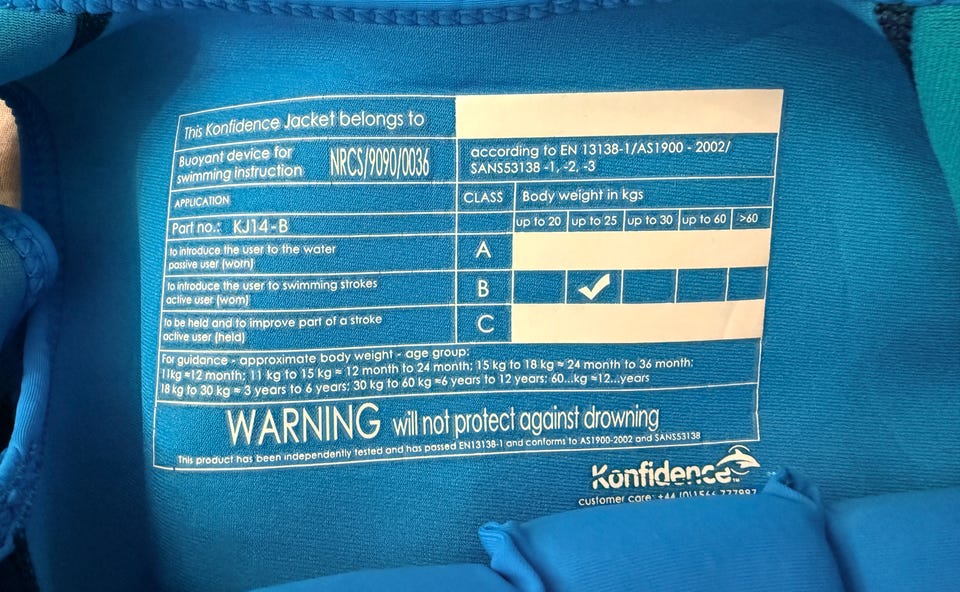 This Konfidence Jacket belongs to
Buoyant device for
swimming instruction
NRCS/9090/0036
according to EN 13138-1/AS1900 - 2002/
SANS53138 -1, -2, -3
APPLICATION
CLASS
Body weight in kgs
Part no.: KJ14-B
up to 20 up to 25 up to 30 up to 60 >60
to introduce the user to the water
passive user (worn)
A
to introduce the user to swimming strokes
active user (worn)
B ✓
to be held and to improve part of a stroke
active user (held)
C
For guidance - approximate body weight - age group:
11kg ≈12 month; 11 kg to 15 kg ≈ 12 month to 24 month; 15 kg to 18 kg ≈ 24 month to 36 month;
18 kg to 30 kg ≈ 3 years to 6 years; 30 kg to 60 kg ≈6 years to 12 years; 60...kg ≈12...years
WARNING will not protect against drowning
This product has been independently tested and has passed EN13138-1 and conforms to AS1900-2002 and SANS53138
Konfidence™
customer care: +44 (0)1566 777887